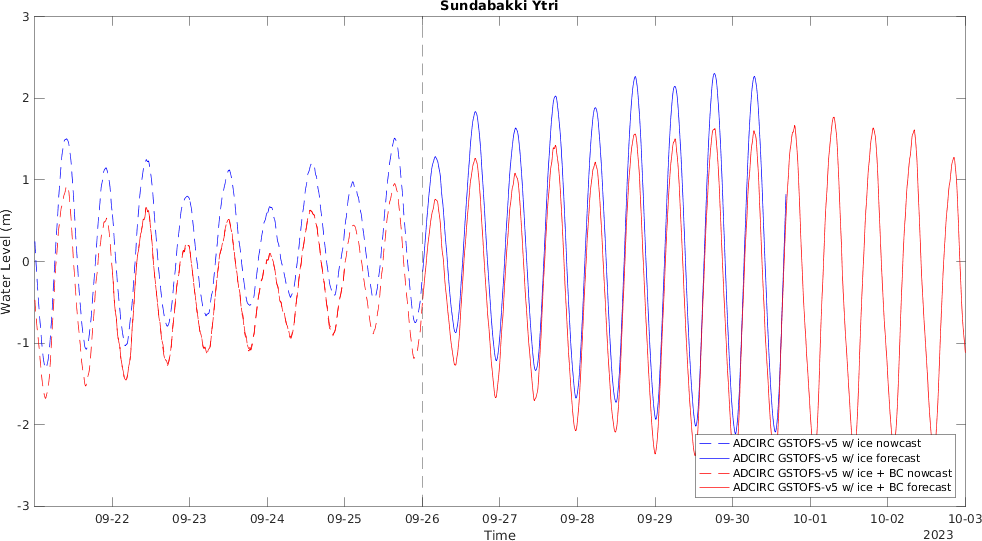 Sundabakki Ytri
3
2
1
0
-1
-2
-3
Water Level (m)
ADCIRC GSTOFS-v5 w/ ice nowcast
ADCIRC GSTOFS-v5 w/ ice forecast
ADCIRC GSTOFS-v5 w/ ice + BC nowcast
ADCIRC GSTOFS-v5 w/ ice + BC forecast
09-22 09-23 09-24 09-25 09-26 09-27 09-28 09-29 09-30 10-01 10-02 10-03
Time
2023